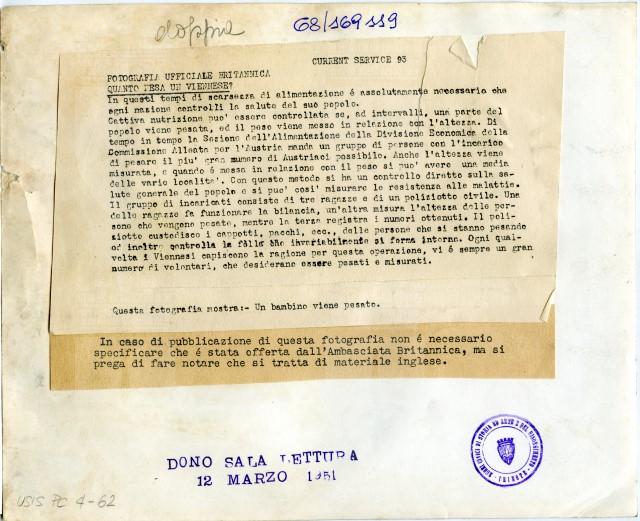 doppia
68/169119
CURRENT SERVICE 93
FOTOGRAFIA UFFICIALE BRITANNICA
QUANTO PESA UN VIENNESE?
In questi tempi di scarsezza di alimentazione é assolutamente necessario che
ogni nazione controlli la salute del suo popolo.
Cattiva nutrizione puo' essere controllata se, ad intervalli, una parte del
popolo viene pesata, ed il peso viene messo in relazione con l'altezza. Di
tempo in tempo la Sezione dell'Alimentazione della Divisione Economica della
Commissione Alleata per l'Austria manda un gruppo di persone con l'incarico
di pesare il piu' gran numero di Austriaci possibile. Anche l'altezza viene
misurata, e quando é messa in relazione con il peso si puo' avere una media
delle varie localita'. Con questo metodo si ha un controllo diretto sulla sa-
lute generale del popolo e si puo' cosi' misurare le resistenza alle malattie.
Il gruppo di incaricati consiste di tre ragazze e di un poliziotto civile. Una
delle ragazze fa funzionare la bilancia, un'altra misura l'altezza delle per-
sone che vengono pesate, mentre la terza registra i numeri ottenuti. Il poli-
ziotto custodisce i cappotti, pacchi, ecc., delle persone che si stanno pesando
ed inoltre controlla la folla che invariabilmente si forma intorno. Ogni qual-
volta i Viennesi capiscono la ragione per questa operazione, vi é sempre un gran
numero di volontari, che desiderano essere pesati e misurati.
Questa fotografia mostra:- Un bambino viene pesato.
In caso di pubblicazione di questa fotografia non é necessario
specificare che é stata offerta dall'Ambasciata Britannica, ma si
prega di fare notare che si tratta di materiale inglese.
DONO SALA LETTURA
12 MARZO 1951
USIS PC 4-62